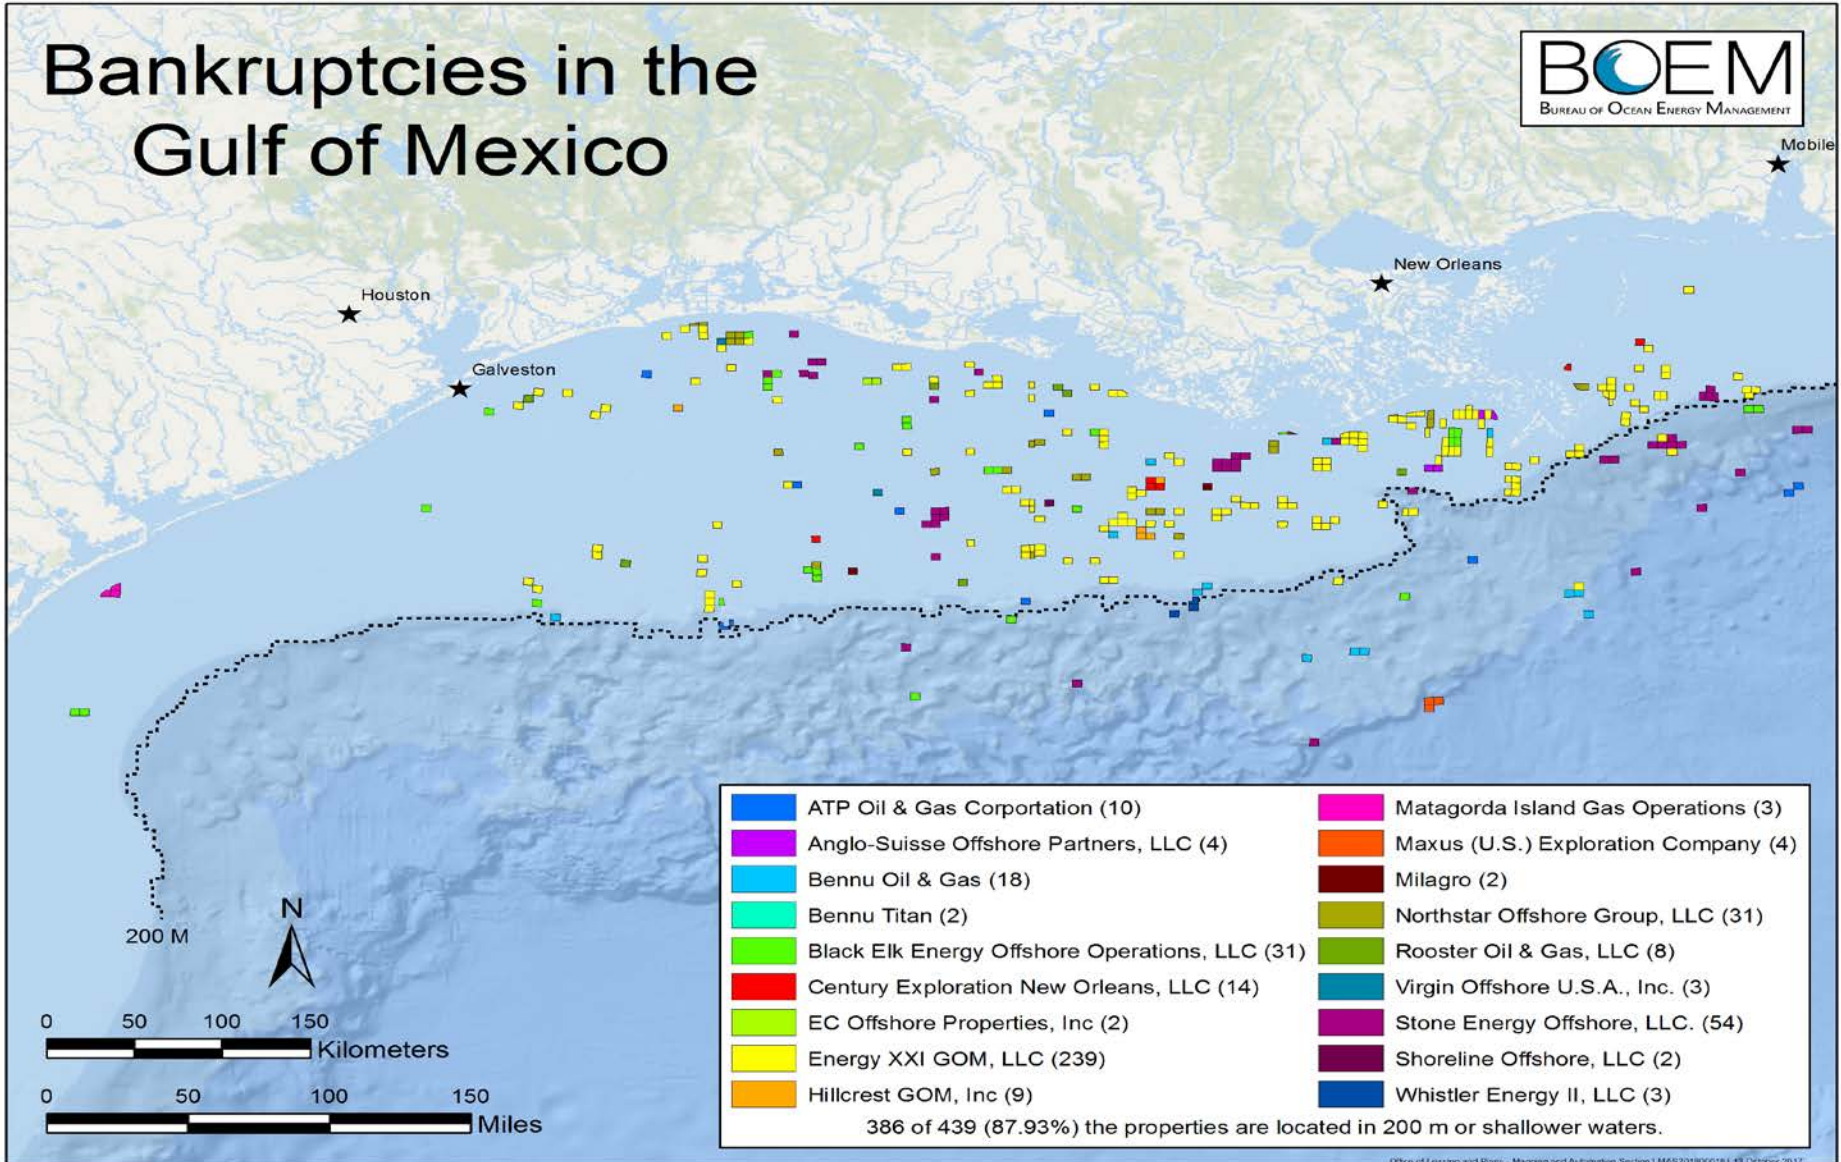 Bankruptcies in the
Gulf of Mexico
BOEM
BUREAU OF OCEAN ENERGY MANAGEMENT
Mobile
New Orleans
Houston
Galveston
200 M
N
0 50 100 150
Kilometers
0 50 100 150
Miles
ATP Oil & Gas Corportation (10)
Anglo-Suisse Offshore Partners, LLC (4)
Bennu Oil & Gas (18)
Bennu Titan (2)
Black Elk Energy Offshore Operations, LLC (31)
Century Exploration New Orleans, LLC (14)
EC Offshore Properties, Inc (2)
Energy XXI GOM, LLC (239)
Hillcrest GOM, Inc (9)
Matagorda Island Gas Operations (3)
Maxus (U.S.) Exploration Company (4)
Milagro (2)
Northstar Offshore Group, LLC (31)
Rooster Oil & Gas, LLC (8)
Virgin Offshore U.S.A., Inc. (3)
Stone Energy Offshore, LLC. (54)
Shoreline Offshore, LLC (2)
Whistler Energy II, LLC (3)
386 of 439 (87.93%) the properties are located in 200 m or shallower waters.